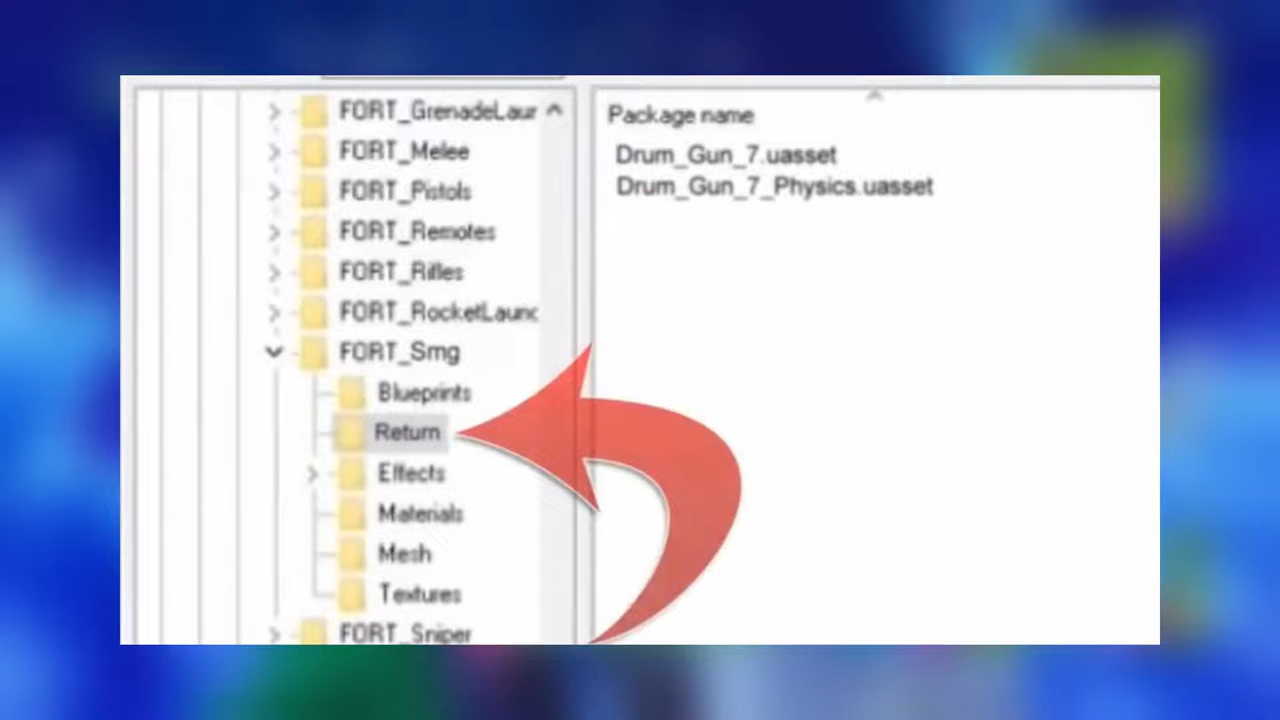 FORT_GrenadeLaun
FORT_Melee
FORT_Pistols
FORT_Remotes
FORT_Rifles
FORT_RocketLaunc
FORT_Smg
Blueprints
Return
Effects
Materials
Mesh
Textures
FORT_Sniper
Package name
Drum_Gun_7.uasset
Drum_Gun_7_Physics.uasset